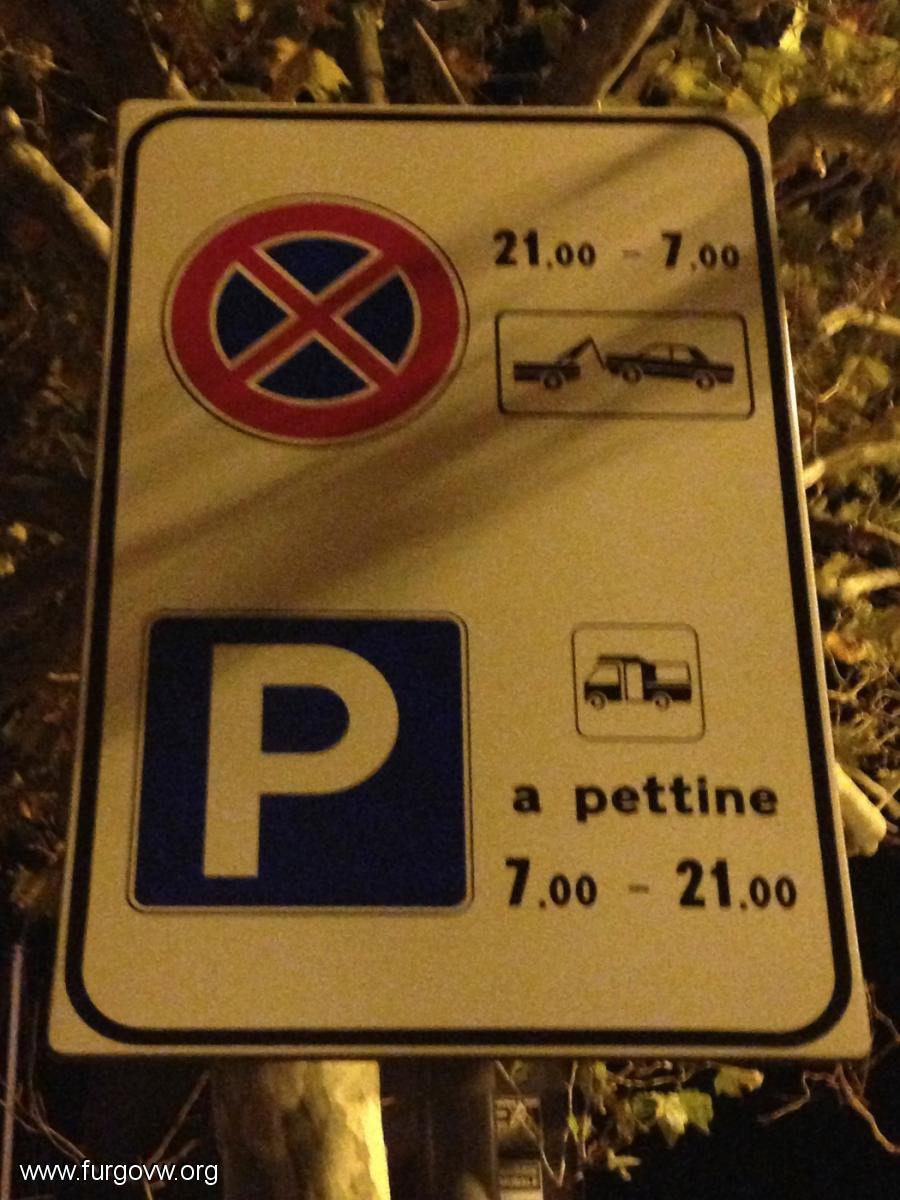 21.00 - 7.00
P
a pettine
7.00 - 21.00
www.furgovw.org